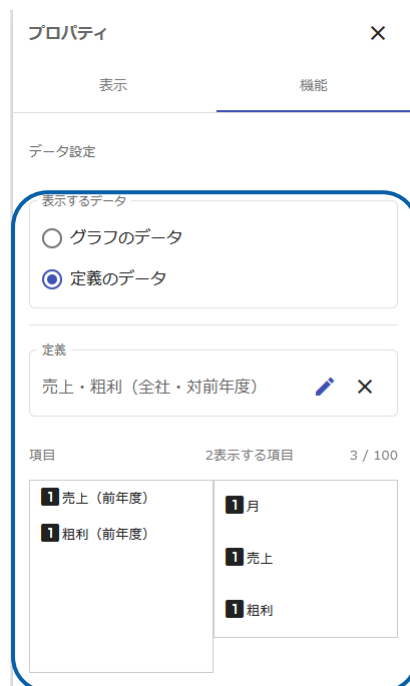 プロパティ ×
表示 機能
データ設定
表示するデータ
グラフのデータ
定義のデータ
定義
売上・粗利（全社・対前年度） ×
項目 2表示する項目 3 / 100
1 売上（前年度） 1 月
1 粗利（前年度） 1 売上
1 粗利